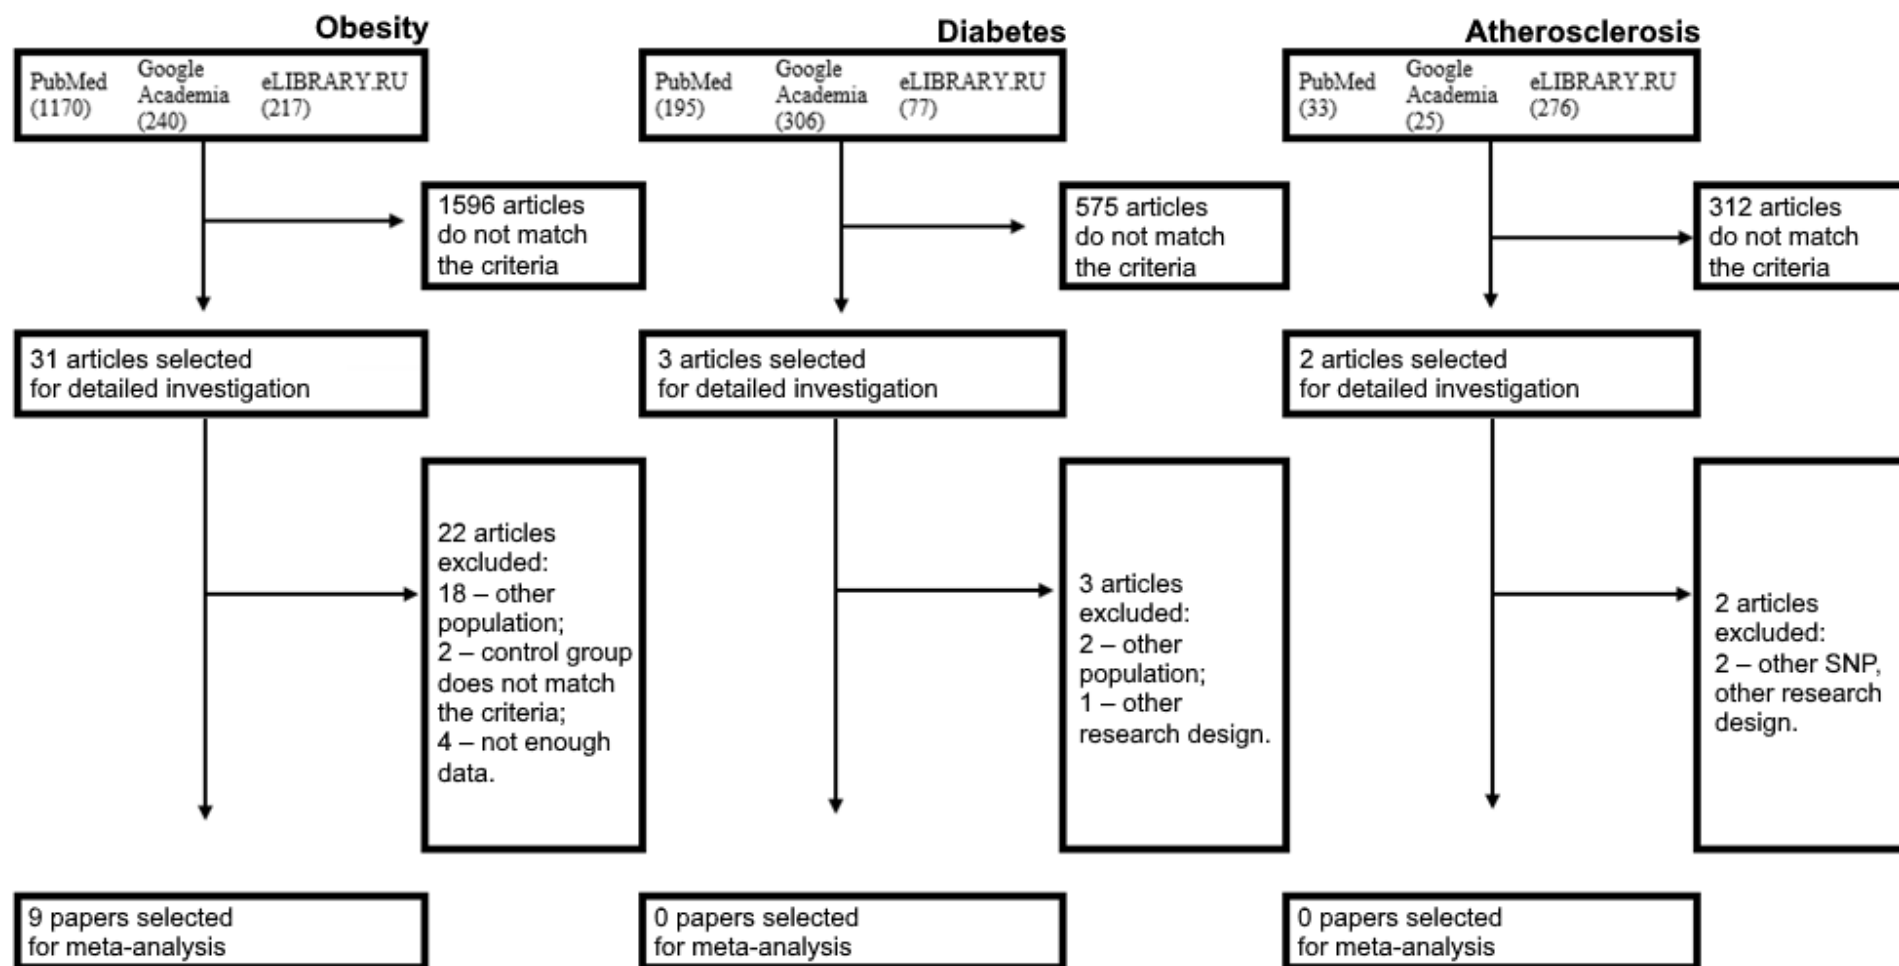 Obesity
PubMed
(1170)
Google
Academia
(240)
eLIBRARY.RU
(217)
1596 articles
do not match
the criteria
31 articles selected
for detailed investigation
22 articles
excluded:
18 – other
population;
2 – control group
does not match
the criteria;
4 – not enough
data.
9 papers selected
for meta-analysis
Diabetes
PubMed
(195)
Google
Academia
(306)
eLIBRARY.RU
(77)
575 articles
do not match
the criteria
3 articles selected
for detailed investigation
3 articles
excluded:
2 – other
population;
1 – other
research design.
0 papers selected
for meta-analysis
Atherosclerosis
PubMed
(33)
Google
Academia
(25)
eLIBRARY.RU
(276)
312 articles
do not match
the criteria
2 articles selected
for detailed investigation
2 articles
excluded:
2 – other SNP,
other research
design.
0 papers selected
for meta-analysis